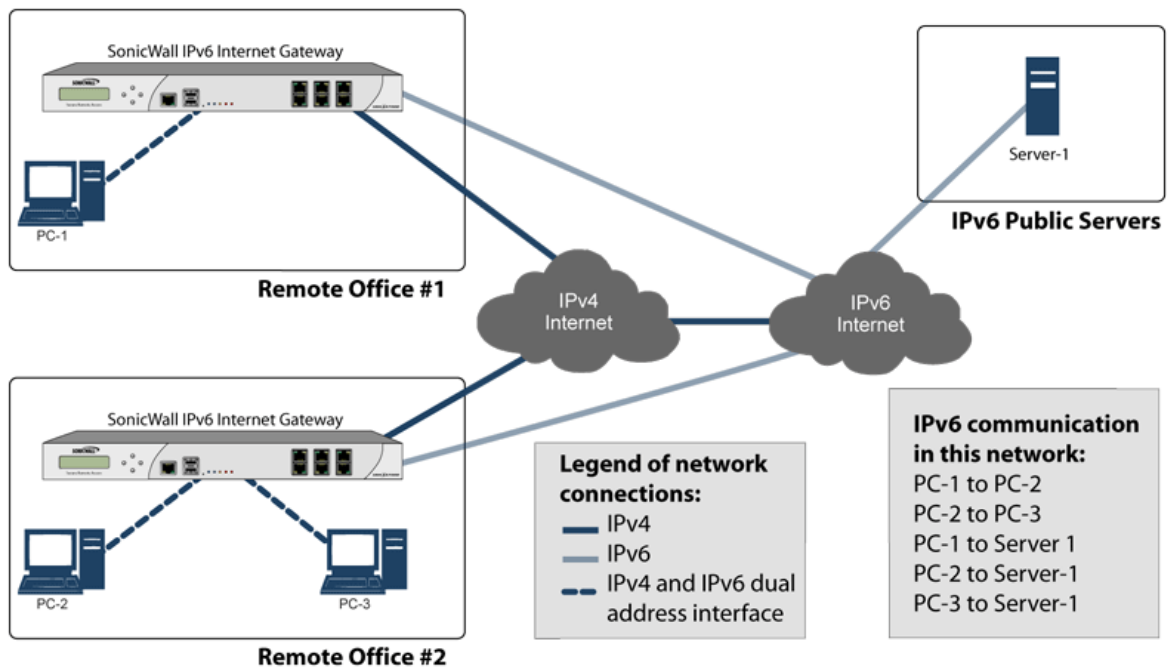 SonicWall IPv6 Internet Gateway
SONICWALL
PC-1
Remote Office #1
Server-1
IPv6 Public Servers
IPv4
Internet
IPv6
Internet
SonicWall IPv6 Internet Gateway
SONICWALL
PC-2
PC-3
Remote Office #2
Legend of network
connections:
IPv4
IPv6
IPv4 and IPv6 dual
address interface
IPv6 communication
in this network:
PC-1 to PC-2
PC-2 to PC-3
PC-1 to Server 1
PC-2 to Server-1
PC-3 to Server-1